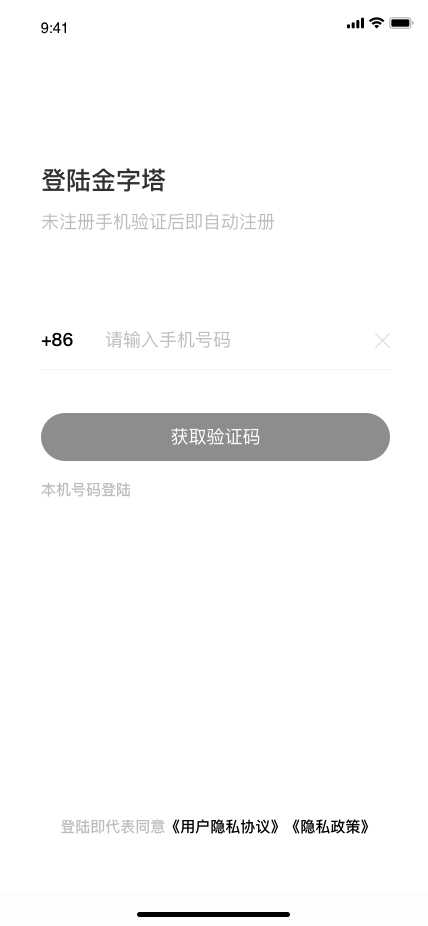 9:41
登陆金字塔
未注册手机验证后即自动注册
+86 请输入手机号码
获取验证码
本机号码登陆
登陆即代表同意《用户隐私协议》《隐私政策》